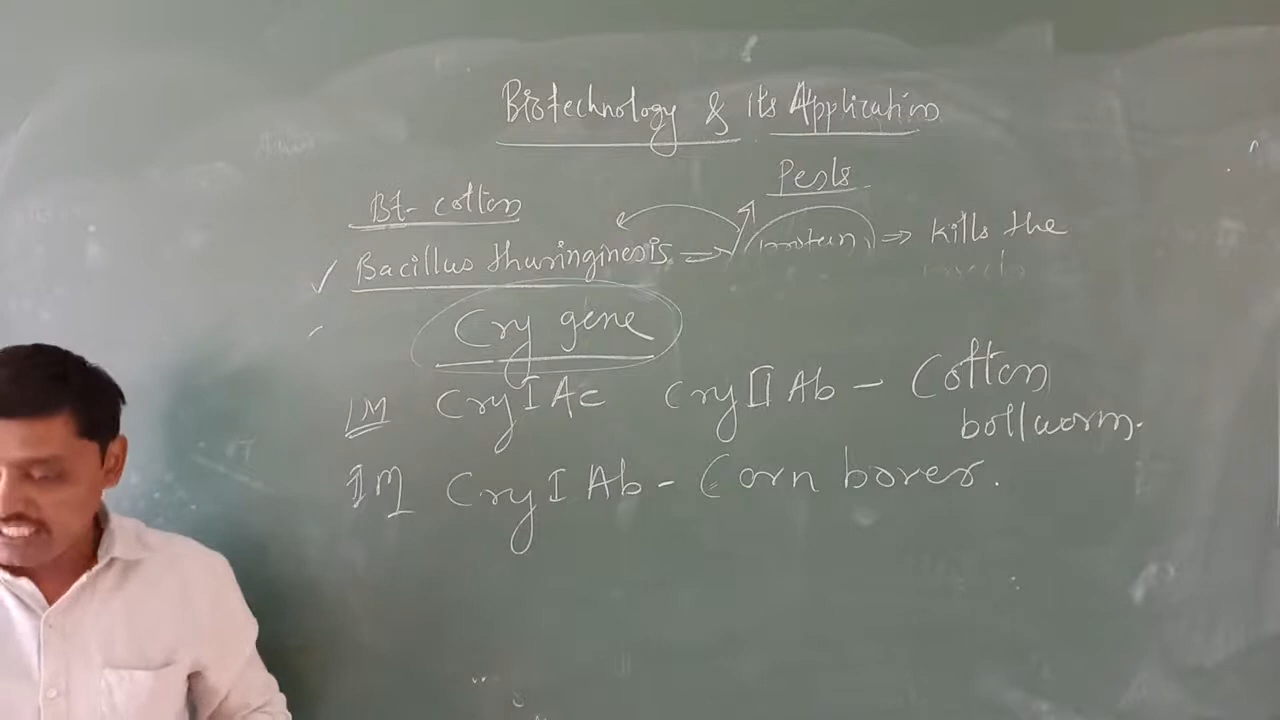 Biotechnology & its Application
Pests
Bt- cotton
Bacillus thuringinesis => protein => kills the
Cry gene
IM CryIAc CryIIAb - Cotton
bollworm.
IM CryIAb - Corn borer.